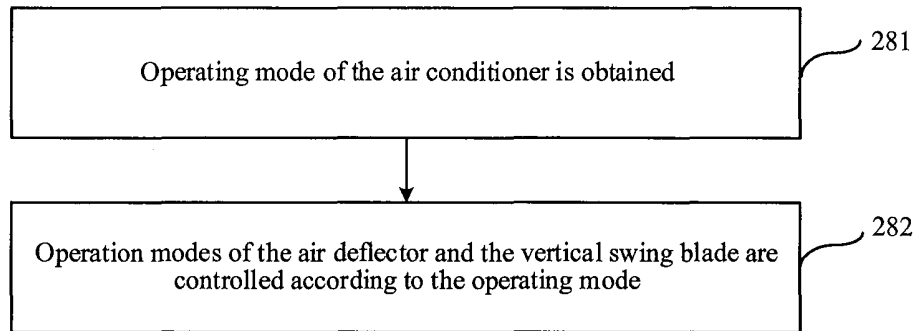 Operating mode of the air conditioner is obtained
281
Operation modes of the air deflector and the vertical swing blade are
controlled according to the operating mode
282